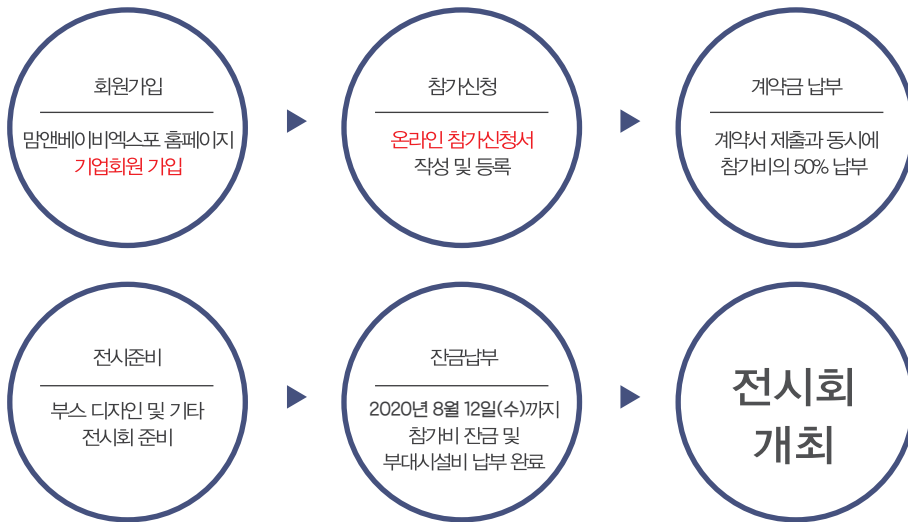 회원가입
맘앤베이비엑스포 홈페이지
기업회원 가입
참가신청
온라인 참가신청서
작성 및 등록
계약금 납부
계약서 제출과 동시에
참가비의 50% 납부
전시준비
부스 디자인 및 기타
전시회 준비
잔금납부
2020년 8월 12일(수)까지
참가비 잔금 및
부대시설비 납부 완료
전시회
개최